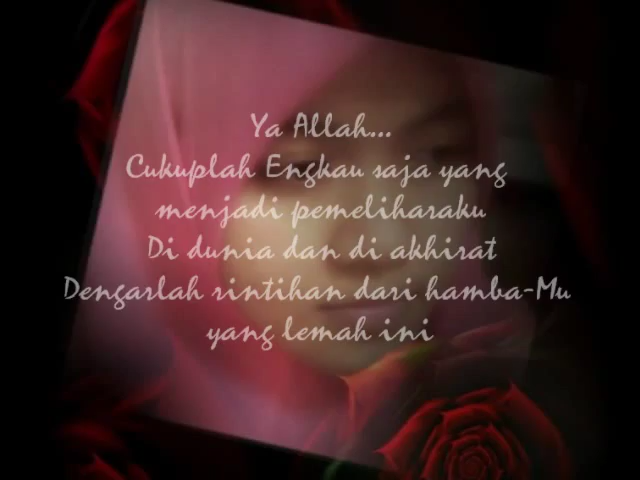 Ya Allah...
Cukuplah Engkau saja yang
menjadi pemeliharaku
Di dunia dan di akhirat
Dengarlah rintihan dari hamba-Mu
yang lemah ini